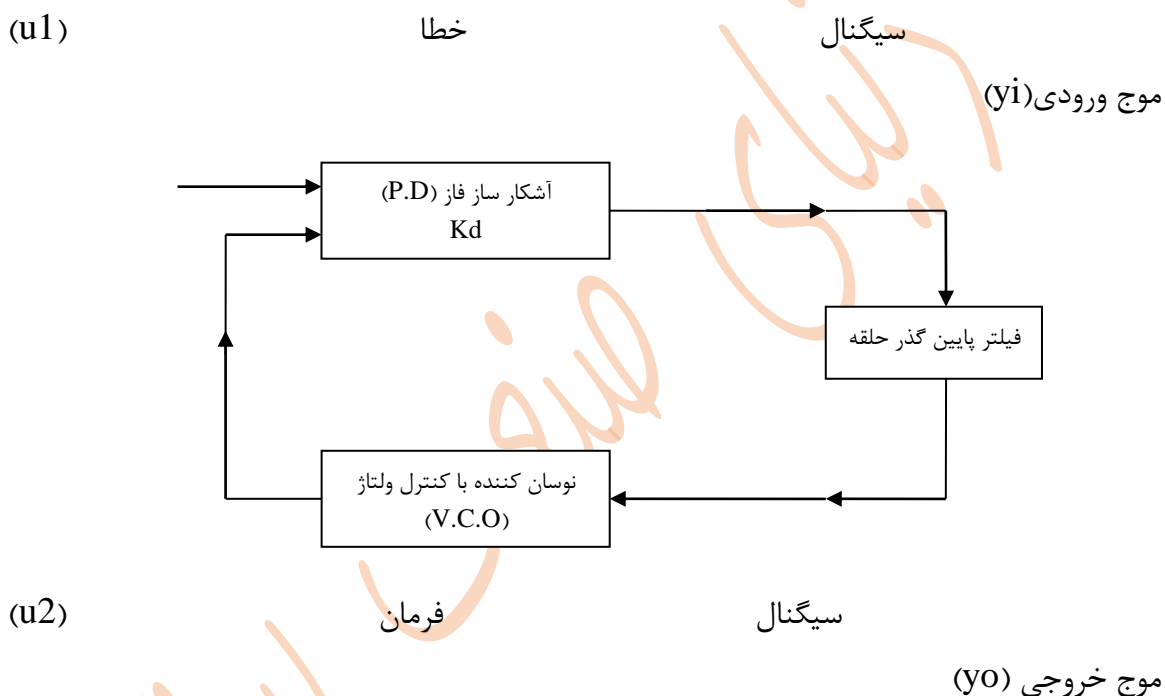 سیگنال خطا (u1)
موج ورودی(yi)
آشکار ساز فاز (P.D)
Kd
فیلتر پایین گذر حلقه
نوسان کننده با کنترل ولتاژ
(V.C.O)
سیگنال فرمان (u2)
موج خروجی (yo)